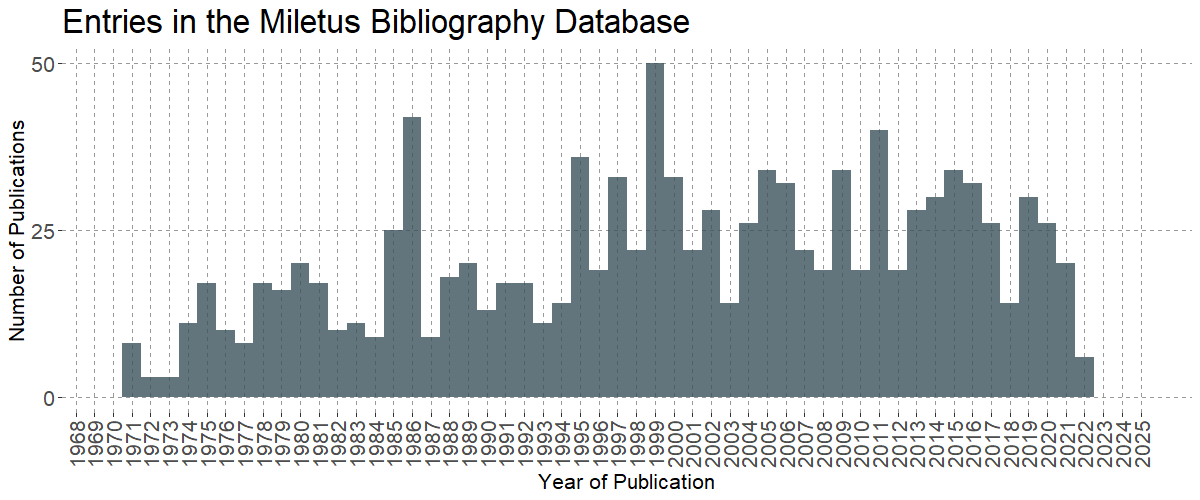 Entries in the Miletus Bibliography Database
Number of Publications
50
25
0
1968 1969 1970 1971 1972 1973 1974 1975 1976 1977 1978 1979 1980 1981 1982 1983 1984 1985 1986 1987 1988 1989 1990 1991 1992 1993 1994 1995 1996 1997 1998 1999 2000 2001 2002 2003 2004 2005 2006 2007 2008 2009 2010 2011 2012 2013 2014 2015 2016 2017 2018 2019 2020 2021 2022 2023 2024 2025
Year of Publication